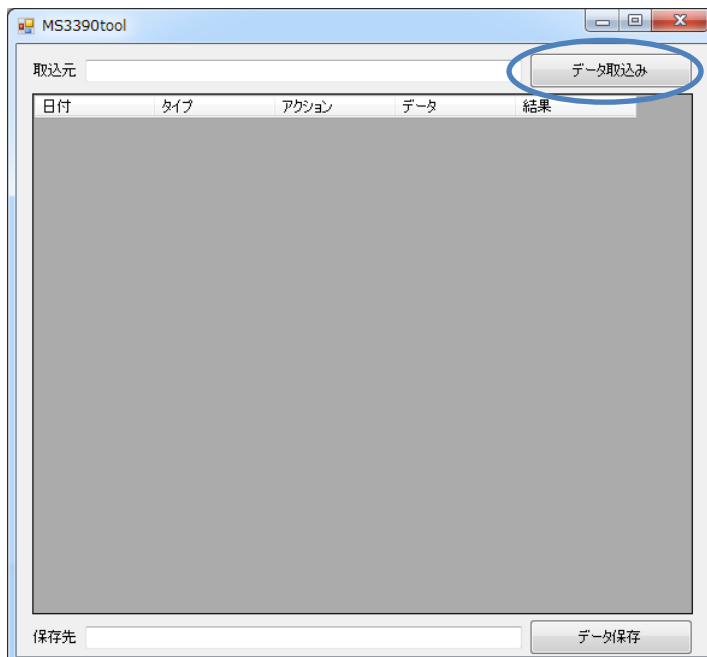 MS3390tool
取込元 データ取込み
日付 タイプ アクション データ 結果
保存先 データ保存